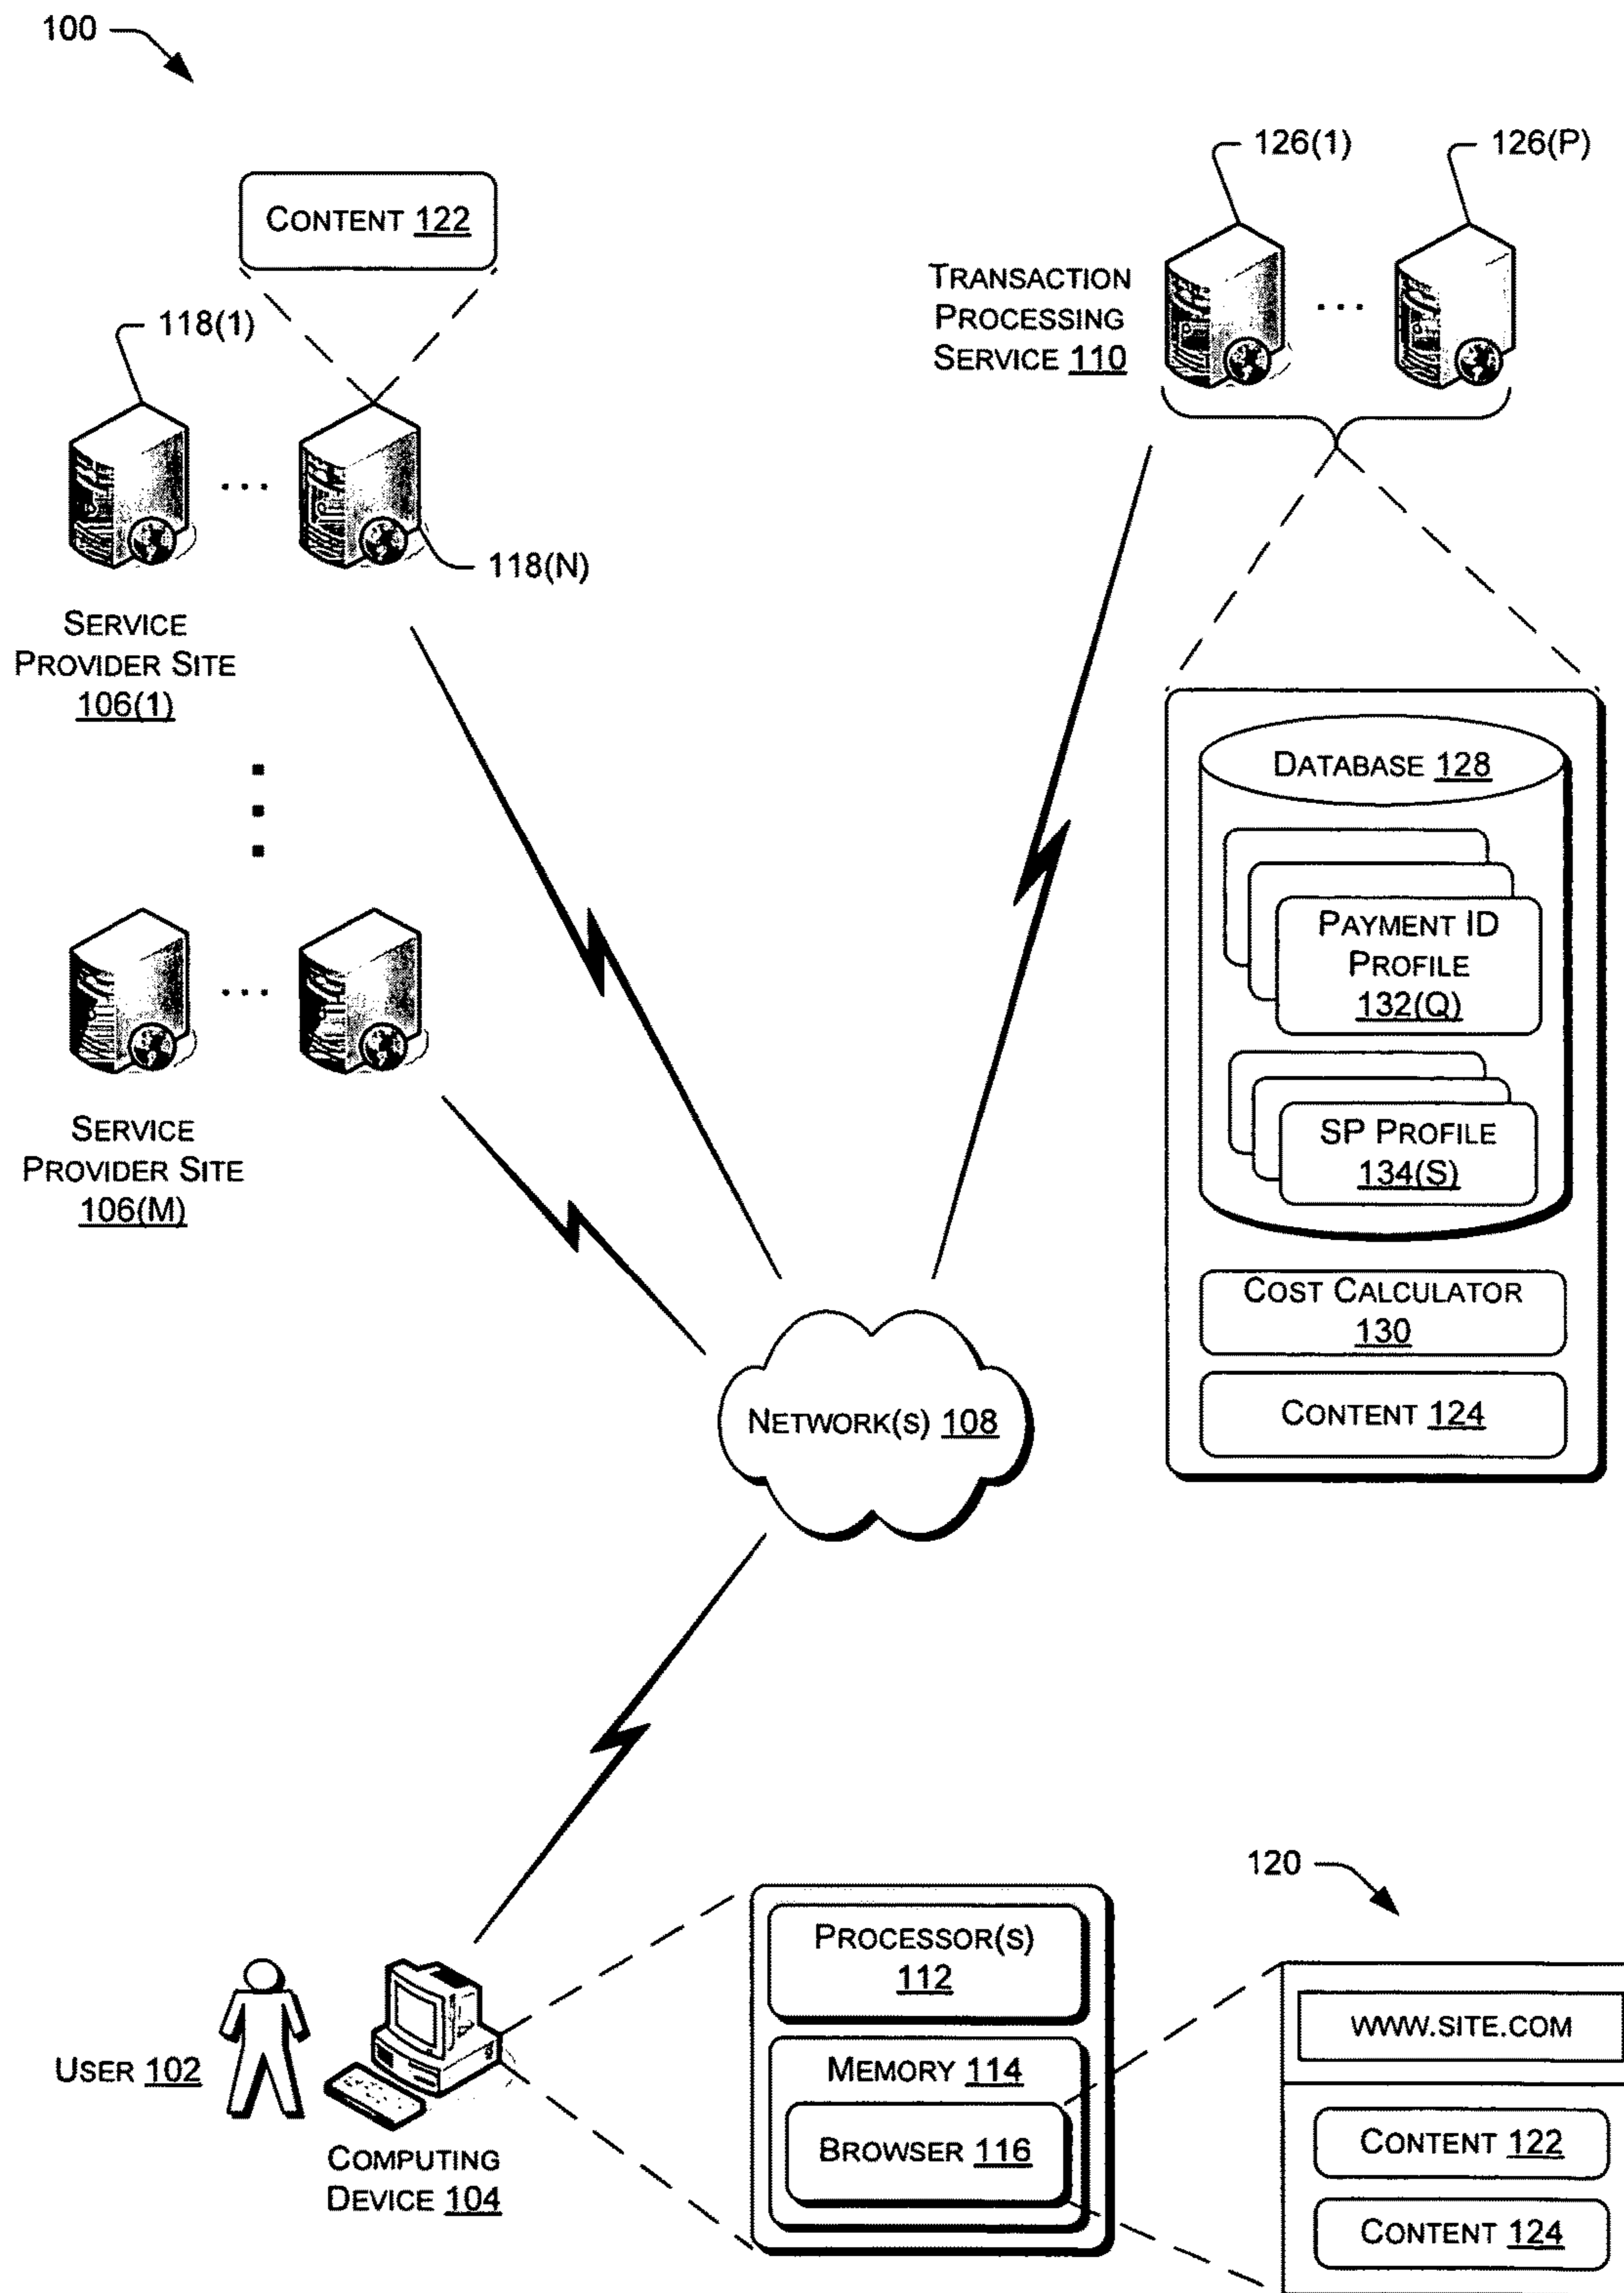 100
CONTENT 122
118(1)
118(N)
SERVICE
PROVIDER SITE
106(1)
SERVICE
PROVIDER SITE
106(M)
126(1)
126(P)
TRANSACTION
PROCESSING
SERVICE 110
DATABASE 128
PAYMENT ID
PROFILE
132(Q)
SP PROFILE
134(S)
COST CALCULATOR
130
CONTENT 124
NETWORK(S) 108
USER 102
COMPUTING
DEVICE 104
PROCESSOR(S)
112
MEMORY 114
BROWSER 116
120
WWW.SITE.COM
CONTENT 122
CONTENT 124